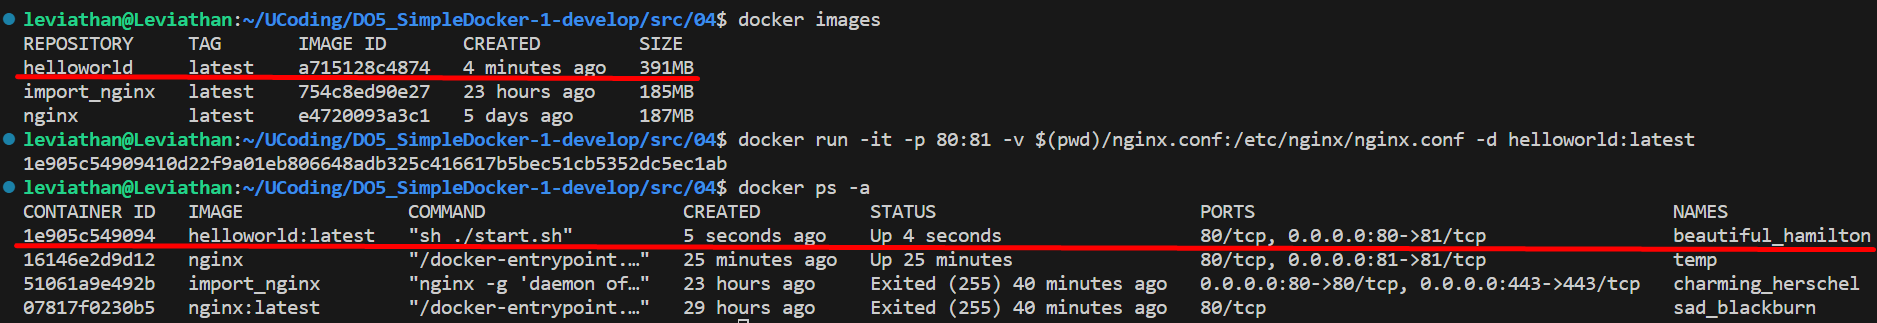 leviathan@Leviathan:~/UCoding/DO5_SimpleDocker-1-develop/src/04$ docker images
REPOSITORY TAG IMAGE ID CREATED SIZE
helloworld latest a715128c4874 4 minutes ago 391MB
import_nginx latest 754c8ed90e27 23 hours ago 185MB
nginx latest e4720093a3c1 5 days ago 187MB
leviathan@Leviathan:~/UCoding/DO5_SimpleDocker-1-develop/src/04$ docker run -it -p 80:81 -v $(pwd)/nginx.conf:/etc/nginx/nginx.conf -d helloworld:latest
1e905c54909410d22f9a01eb806648adb325c416617b5bec51cb5352dc5ec1ab
leviathan@Leviathan:~/UCoding/DO5_SimpleDocker-1-develop/src/04$ docker ps -a
CONTAINER ID IMAGE COMMAND CREATED STATUS PORTS NAMES
1e905c549094 helloworld:latest "sh ./start.sh" 5 seconds ago Up 4 seconds 80/tcp, 0.0.0.0:80->81/tcp beautiful_hamilton
16146e2d9d12 nginx "/docker-entrypoint.…" 25 minutes ago Up 25 minutes 80/tcp, 0.0.0.0:81->81/tcp temp
51061a9e492b import_nginx "nginx -g 'daemon of…" 23 hours ago Exited (255) 40 minutes ago 0.0.0.0:80->80/tcp, 0.0.0.0:443->443/tcp charming_herschel
07817f0230b5 nginx:latest "/docker-entrypoint.…" 29 hours ago Exited (255) 40 minutes ago 80/tcp sad_blackburn